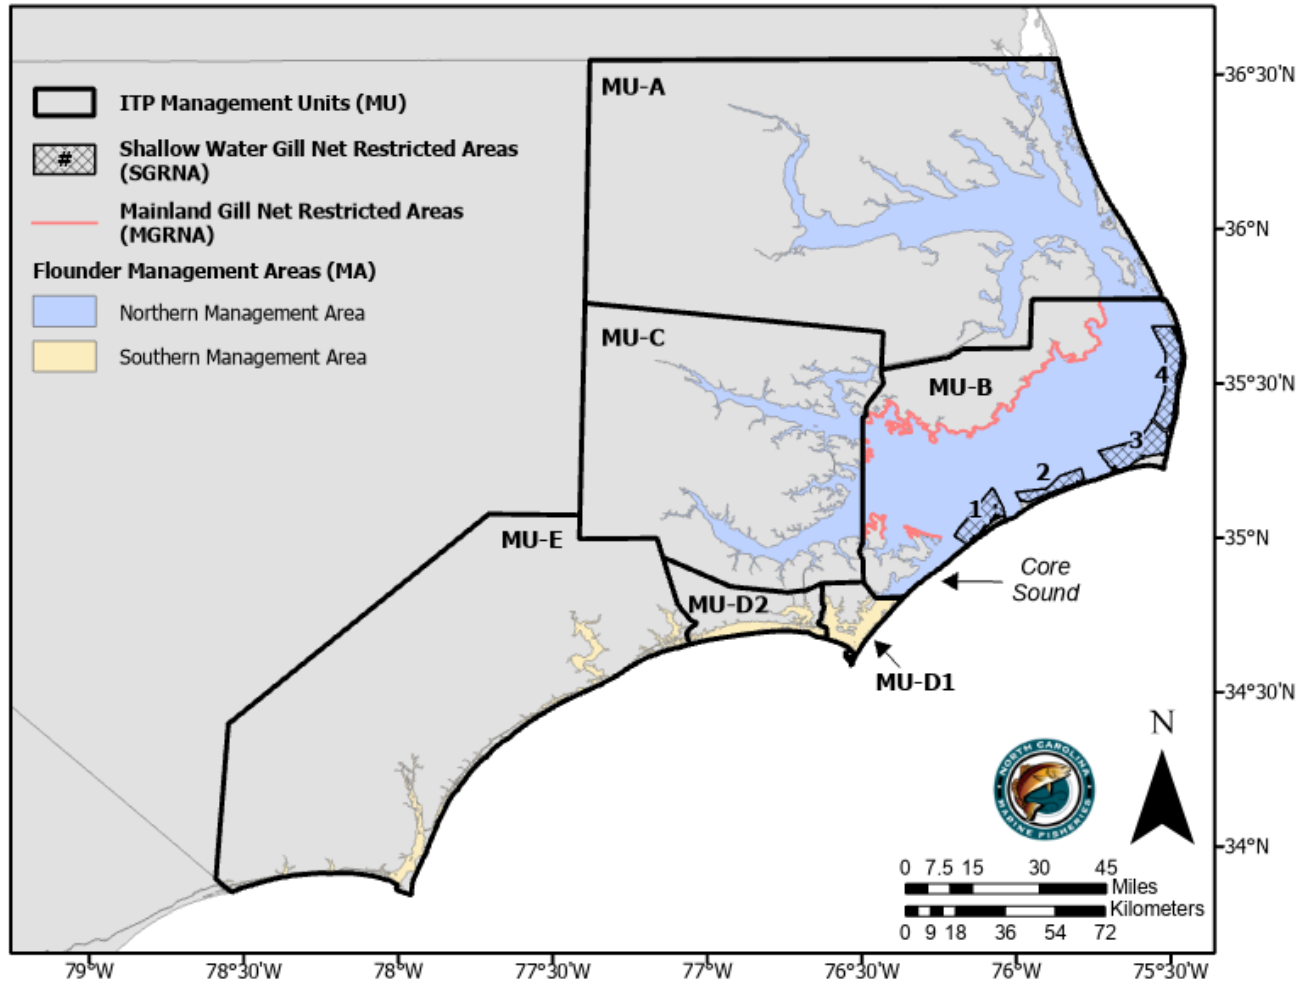 ITP Management Units (MU)
#
Shallow Water Gill Net Restricted Areas
(SGRNA)
Mainland Gill Net Restricted Areas
(MGRNA)
Flounder Management Areas (MA)
Northern Management Area
Southern Management Area
MU-A
MU-C
MU-B
MU-E
MU-D2
MU-D1
4
3
2
1
Core
Sound
N
NORTH CAROLINA
MARINE FISHERIES
0 7.5 15 30 45
Miles
Kilometers
0 9 18 36 54 72
36°30'N
36°N
35°30'N
35°N
34°30'N
34°N
79°W
78°30'W
78°W
77°30'W
77°W
76°30'W
76°W
75°30'W